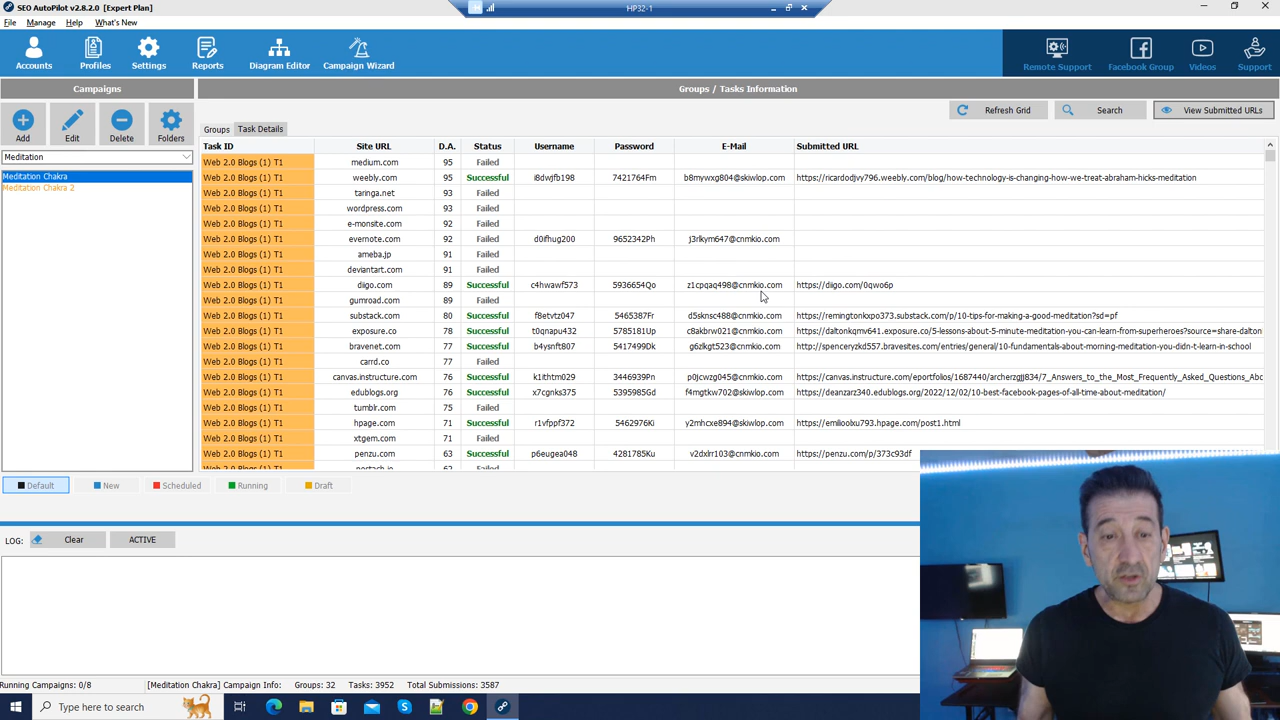 SEO AutoPilot v2.8.2.0 [Expert Plan]
HP32-1
File Manage Help What's New
Accounts Profiles Settings Reports Diagram Editor Campaign Wizard
Remote Support Facebook Group Videos Support
Campaigns
Groups / Tasks Information
Add Edit Delete Folders
Refresh Grid Search View Submitted URLs
Groups Task Details
Meditation
Meditation Chakra
Meditation Chakra 2
Task ID Site URL D.A. Status Username Password E-Mail Submitted URL
Web 2.0 Blogs (1) T1 medium.com 95 Failed
Web 2.0 Blogs (1) T1 weebly.com 95 Successful i8dwjfb198 7421764Fm b8mywxg804@skiwlop.com https://ricardodjvy796.weebly.com/blog/how-technology-is-changing-how-we-treat-abraham-hicks-meditation
Web 2.0 Blogs (1) T1 taringa.net 93 Failed
Web 2.0 Blogs (1) T1 wordpress.com 93 Failed
Web 2.0 Blogs (1) T1 e-monsite.com 92 Failed
Web 2.0 Blogs (1) T1 evernote.com 92 Failed d0ifhug200 9652342Ph j3rlkym647@cnmkio.com
Web 2.0 Blogs (1) T1 ameba.jp 91 Failed
Web 2.0 Blogs (1) T1 deviantart.com 91 Failed
Web 2.0 Blogs (1) T1 diigo.com 89 Successful c4hwawf573 5936654Qo z1cpqaq498@cnmkio.com https://diigo.com/0qwo6p
Web 2.0 Blogs (1) T1 gumroad.com 89 Failed
Web 2.0 Blogs (1) T1 substack.com 80 Successful f8etvtz047 5465387Fr d5sknsc488@cnmkio.com https://remingtonkxpo373.substack.com/p/10-tips-for-making-a-good-meditation?sd=pf
Web 2.0 Blogs (1) T1 exposure.co 78 Successful t0qnapu432 5785181Up c8akbrw021@cnmkio.com https://daltonkqmv641.exposure.co/5-lessons-about-5-minute-meditation-you-can-learn-from-superheroes?source=share-dalton
Web 2.0 Blogs (1) T1 bravenet.com 77 Successful b4ysnft807 5417499Dk g6zlkgt523@cnmkio.com http://spenceryzkd557.bravesites.com/entries/general/10-fundamentals-about-morning-meditation-you-didn-t-learn-in-school
Web 2.0 Blogs (1) T1 carrd.co 77 Failed
Web 2.0 Blogs (1) T1 canvas.instructure.com 76 Successful k1ithtm029 3446939Pn p0jcwzg045@cnmkio.com https://canvas.instructure.com/eportfolios/1687440/archerzgjj834/7_Answers_to_the_Most_Frequently_Asked_Questions_Abc
Web 2.0 Blogs (1) T1 edublogs.org 76 Successful x7cgnks375 5395985Gd f4mgtkw702@skiwlop.com https://deanzarz340.edublogs.org/2022/12/02/10-best-facebook-pages-of-all-time-about-meditation/
Web 2.0 Blogs (1) T1 tumblr.com 75 Failed
Web 2.0 Blogs (1) T1 hpage.com 71 Successful r1vfppf372 5462976Ki y2mhcxe894@skiwlop.com https://emilioolxu793.hpage.com/post1.html
Web 2.0 Blogs (1) T1 xtgem.com 71 Failed
Web 2.0 Blogs (1) T1 penzu.com 63 Successful p6eugea048 4281785Ku v2dxlrr103@cnmkio.com https://penzu.com/p/373c93df
Web 2.0 Blogs (1) T1 62 Failed
Default New Scheduled Running Draft
LOG: Clear ACTIVE
Running Campaigns: 0/8 [Meditation Chakra] Campaign Info: Groups: 32 Tasks: 3952 Total Submissions: 3587
Type here to search